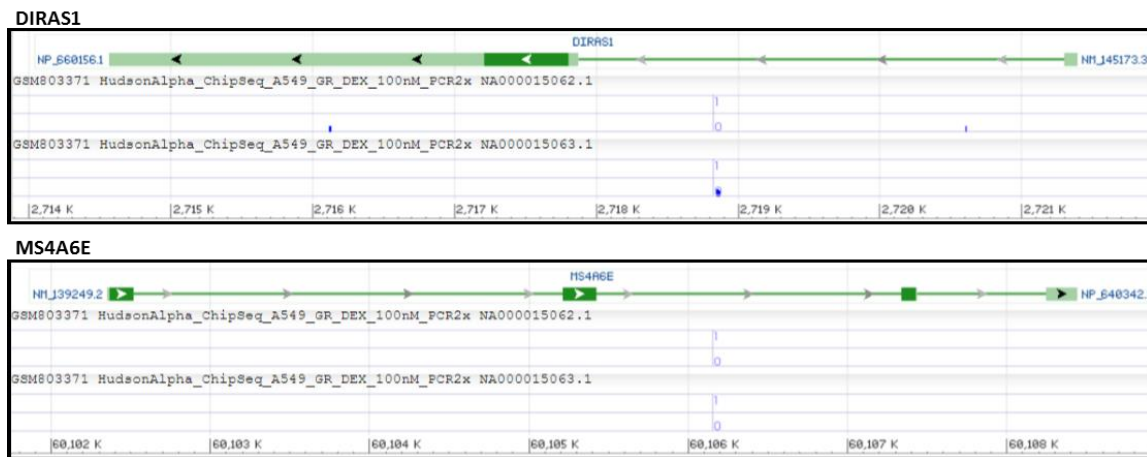 DIRAS1
DIRAS1
NP_660156.1 NM_145173.3
GSM803371 HudsonAlpha_ChipSeq_A549_GR_DEX_100nM_PCR2x NA000015062.1
1
0
GSM803371 HudsonAlpha_ChipSeq_A549_GR_DEX_100nM_PCR2x NA000015063.1
1
2,714 K 2,715 K 2,716 K 2,717 K 2,718 K 2,719 K 2,720 K 2,721 K
MS4A6E
MS4A6E
NM_139249.2 NP_640342.
GSM803371 HudsonAlpha_ChipSeq_A549_GR_DEX_100nM_PCR2x NA000015062.1
1
0
GSM803371 HudsonAlpha_ChipSeq_A549_GR_DEX_100nM_PCR2x NA000015063.1
1
0
60,102 K 60,103 K 60,104 K 60,105 K 60,106 K 60,107 K 60,108 K